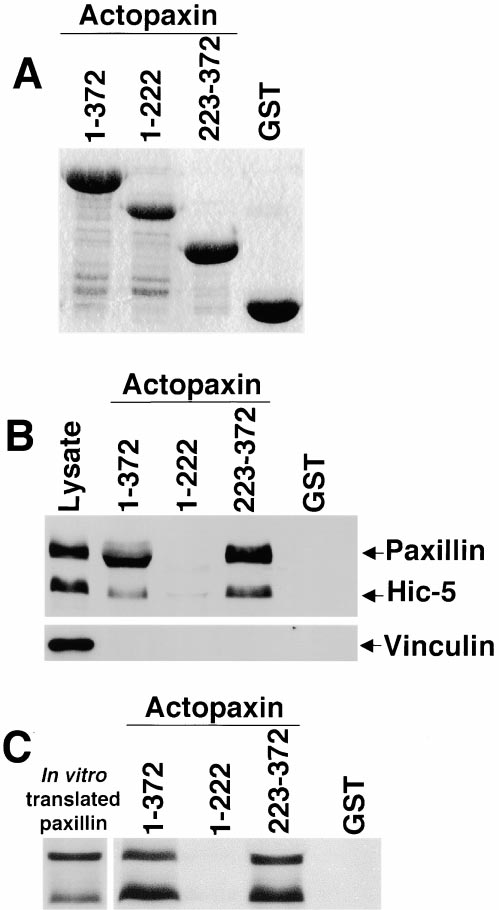 Actopaxin
A
1-372
1-222
223-372
GST
Actopaxin
B
Lysate
1-372
1-222
223-372
GST
Paxillin
Hic-5
Vinculin
Actopaxin
C
In vitro
translated
paxillin
1-372
1-222
223-372
GST